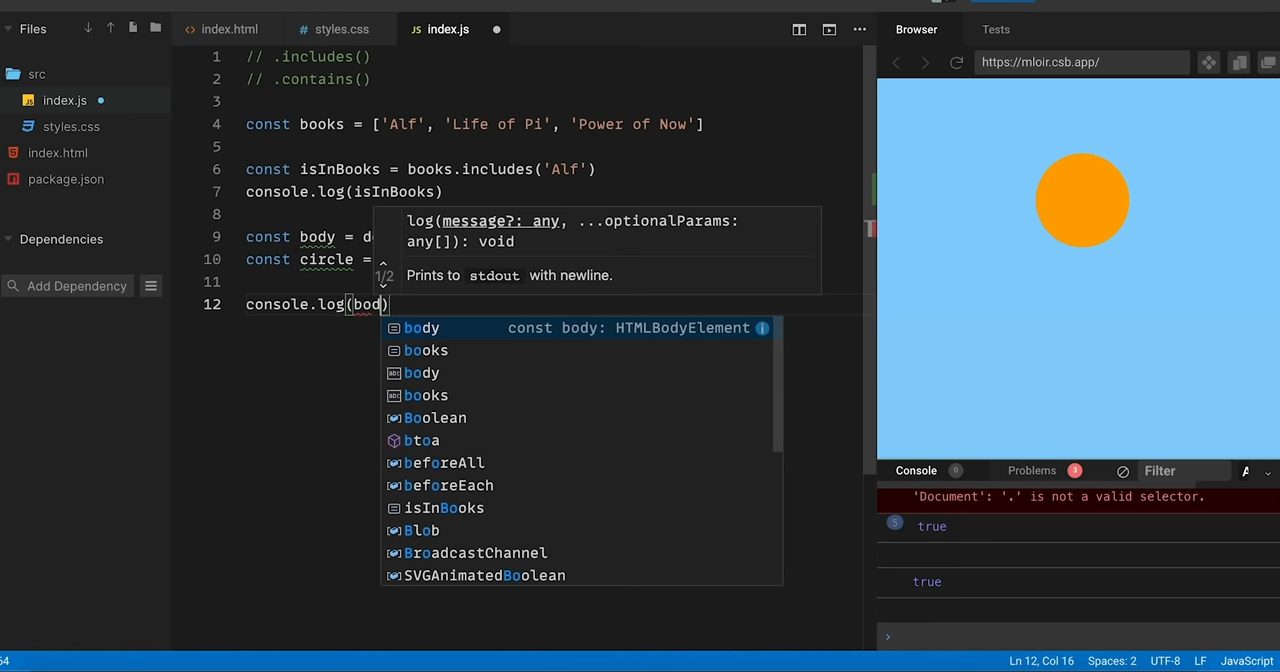 Files
index.html
styles.css
index.js
Browser
Tests
https://mloir.csb.app/
src
index.js
styles.css
index.html
package.json
Dependencies
Add Dependency
1 // .includes()
2 // .contains()
3
4 const books = ['Alf', 'Life of Pi', 'Power of Now']
5
6 const isInBooks = books.includes('Alf')
7 console.log(isInBooks)
8
9 const body = d
10 const circle =
11
12 console.log(bod)
log(message?: any, ...optionalParams:
any[]): void
1/2
Prints to stdout with newline.
body const body: HTMLBodyElement
books
body
books
Boolean
btoa
beforeAll
beforeEach
isInBooks
Blob
BroadcastChannel
SVGAnimatedBoolean
Console 0 Problems 3 Filter A
'Document': '.' is not a valid selector.
5 true
true
64 Ln 12, Col 16 Spaces: 2 UTF-8 LF JavaScript